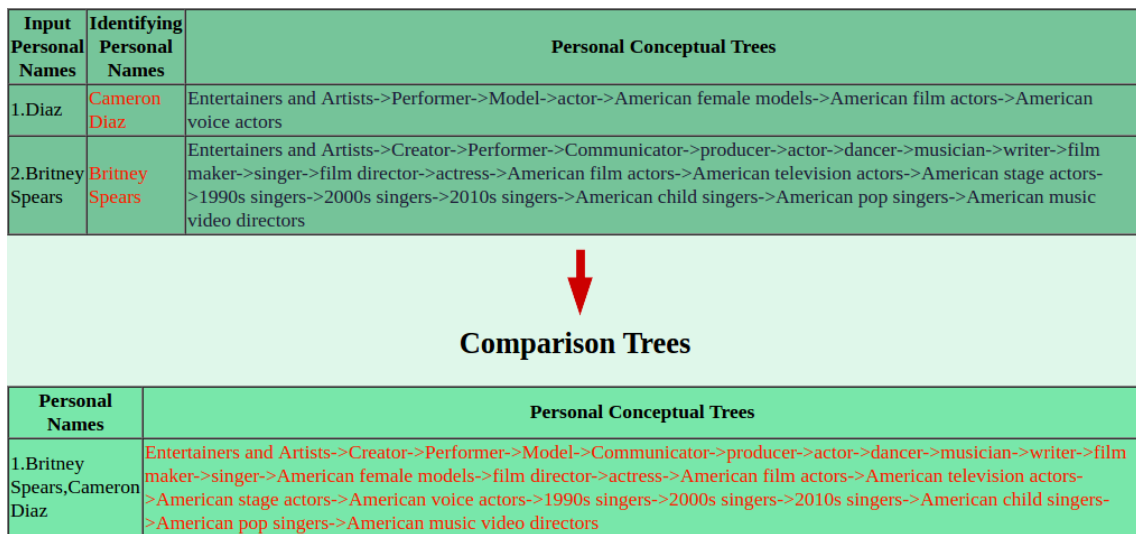 Input Personal Names
Identifying Personal Names
Personal Conceptual Trees
1.Diaz
Cameron Diaz
Entertainers and Artists->Performer->Model->actor->American female models->American film actors->American
voice actors
2.Britney Spears
Britney Spears
Entertainers and Artists->Creator->Performer->Communicator->producer->actor->dancer->musician->writer->film
maker->singer->film director->actress->American film actors->American television actors->American stage actors-
>1990s singers->2000s singers->2010s singers->American child singers->American pop singers->American music
video directors
Comparison Trees
Personal Names
Personal Conceptual Trees
1.Britney
Spears,Cameron
Diaz
Entertainers and Artists->Creator->Performer->Model->Communicator->producer->actor->dancer->musician->writer->film
maker->singer->American female models->film director->actress->American film actors->American television actors-
>American stage actors->American voice actors->1990s singers->2000s singers->2010s singers->American child singers-
>American pop singers->American music video directors